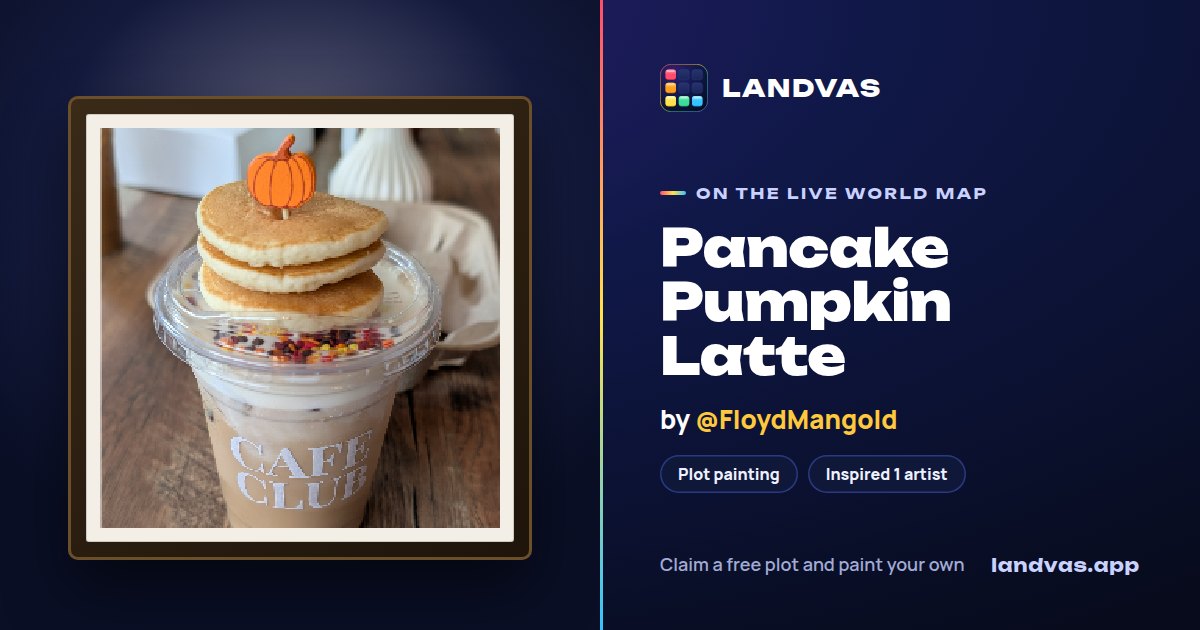 CAFE
CLUB
LANDVAS
ON THE LIVE WORLD MAP
Pancake
Pumpkin
Latte
by @FloydMangold
Plot painting
Inspired 1 artist
Claim a free plot and paint your own
landvas.app